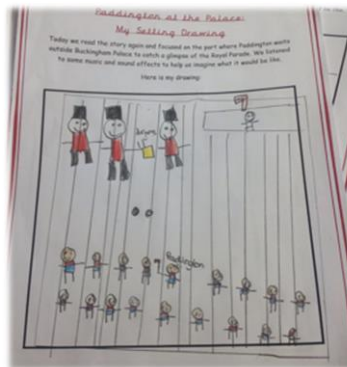 Paddington at the Palace:
My Setting Drawing
Today we read the story again and focused on the part where Paddington waits
outside Buckingham Palace to catch a glimpse of the Royal Parade. We listened
to some music and sound effects to help us imagine what it would be like.
Here is my drawing:
Paddington